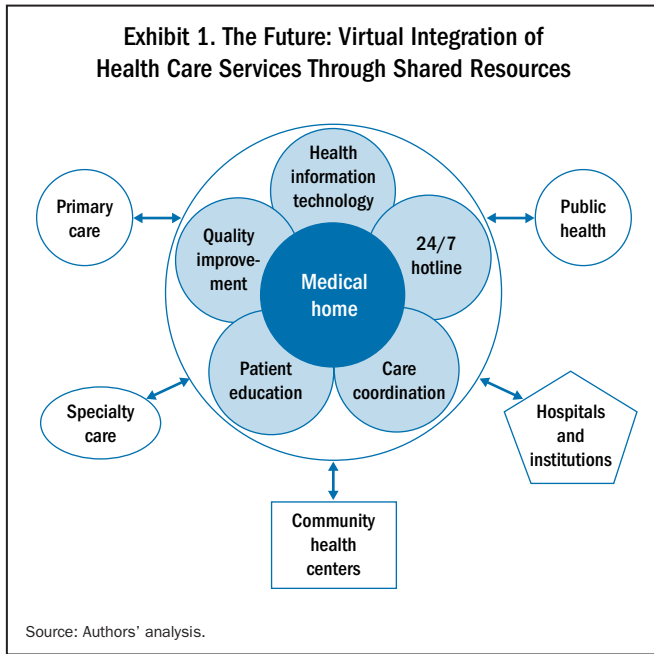 Exhibit 1. The Future: Virtual Integration of
Health Care Services Through Shared Resources
Health
information
technology
Primary
care
Public
health
Quality
improve-
ment
24/7
hotline
Medical
home
Patient
education
Care
coordination
Specialty
care
Hospitals
and
institutions
Community
health
centers
Source: Authors’ analysis.